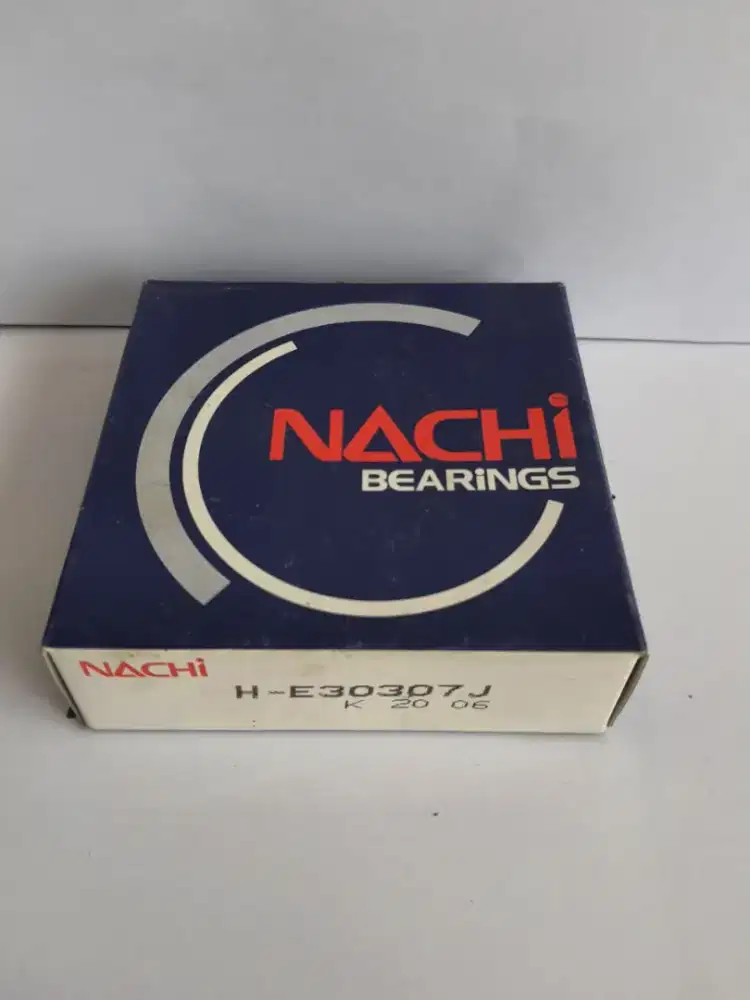 NACHi
BEARiNGS
NACHi
H-E30307J
K 20 06